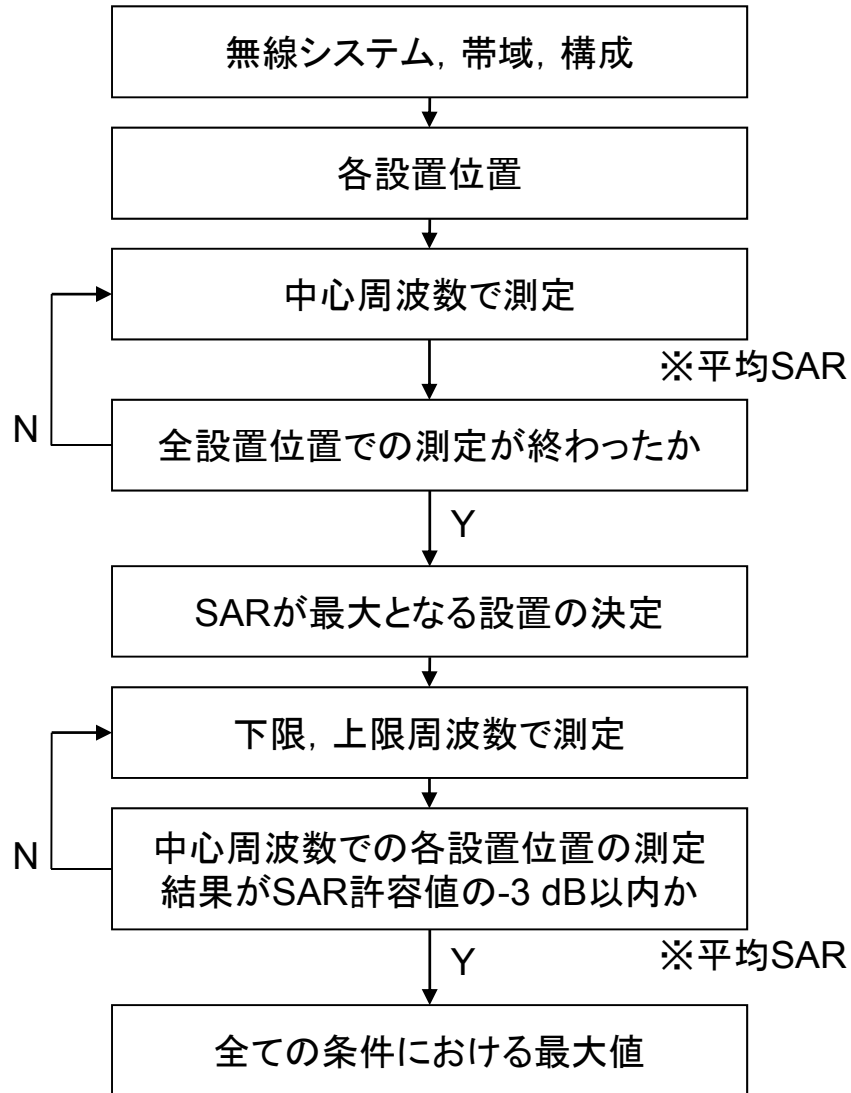 無線システム，帯域，構成
各設置位置
中心周波数で測定
※平均SAR
N
全設置位置での測定が終わったか
Y
SARが最大となる設置の決定
下限，上限周波数で測定
N
中心周波数での各設置位置の測定
結果がSAR許容値の-3 dB以内か
※平均SAR
Y
全ての条件における最大値